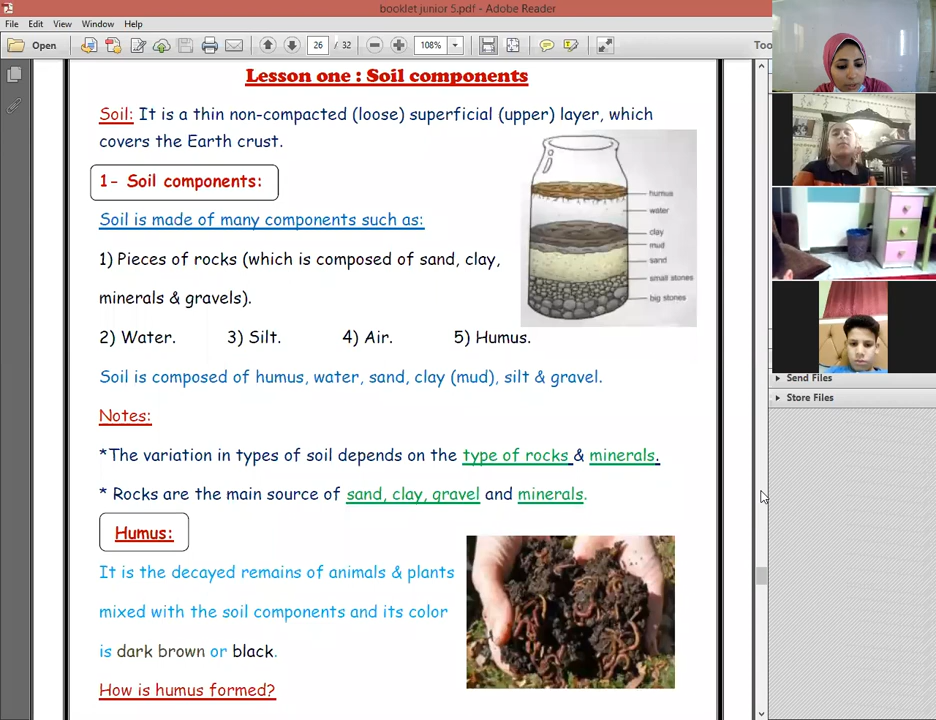 booklet junior 5.pdf - Adobe Reader
File Edit View Window Help
Open 26 / 32 108% Too
Lesson one : Soil components
Soil: It is a thin non-compacted (loose) superficial (upper) layer, which
covers the Earth crust.
1- Soil components:
Soil is made of many components such as:
1) Pieces of rocks (which is composed of sand, clay,
minerals & gravels).
2) Water. 3) Silt. 4) Air. 5) Humus.
humus
water
clay
mud
sand
small stones
big stones
Soil is composed of humus, water, sand, clay (mud), silt & gravel.
Notes:
*The variation in types of soil depends on the type of rocks & minerals.
* Rocks are the main source of sand, clay, gravel and minerals.
Humus:
It is the decayed remains of animals & plants
mixed with the soil components and its color
is dark brown or black.
How is humus formed?
Send Files
Store Files